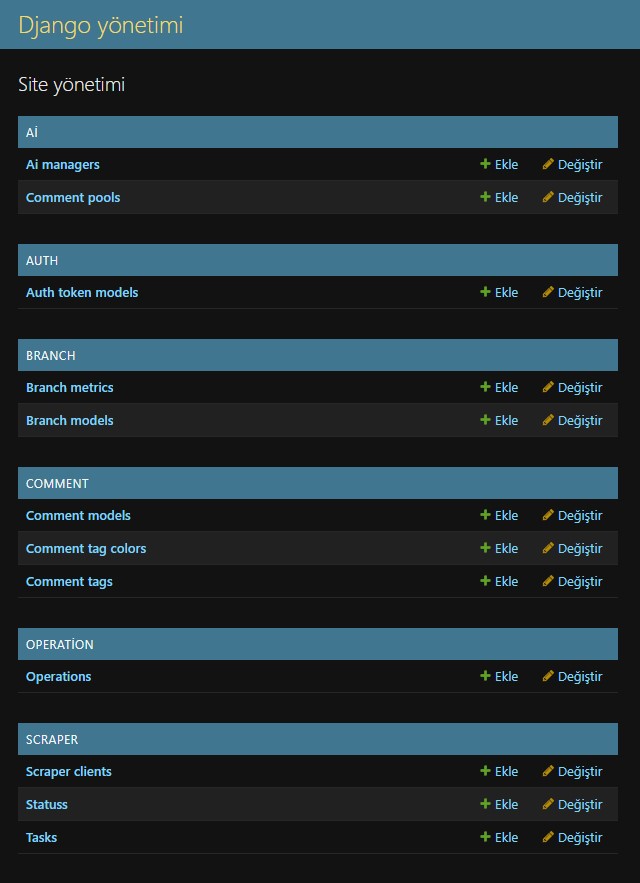 Django yönetimi
Site yönetimi
Aİ
Ai managers Ekle Değiştir
Comment pools Ekle Değiştir
AUTH
Auth token models Ekle Değiştir
BRANCH
Branch metrics Ekle Değiştir
Branch models Ekle Değiştir
COMMENT
Comment models Ekle Değiştir
Comment tag colors Ekle Değiştir
Comment tags Ekle Değiştir
OPERATİON
Operations Ekle Değiştir
SCRAPER
Scraper clients Ekle Değiştir
Statuss Ekle Değiştir
Tasks Ekle Değiştir